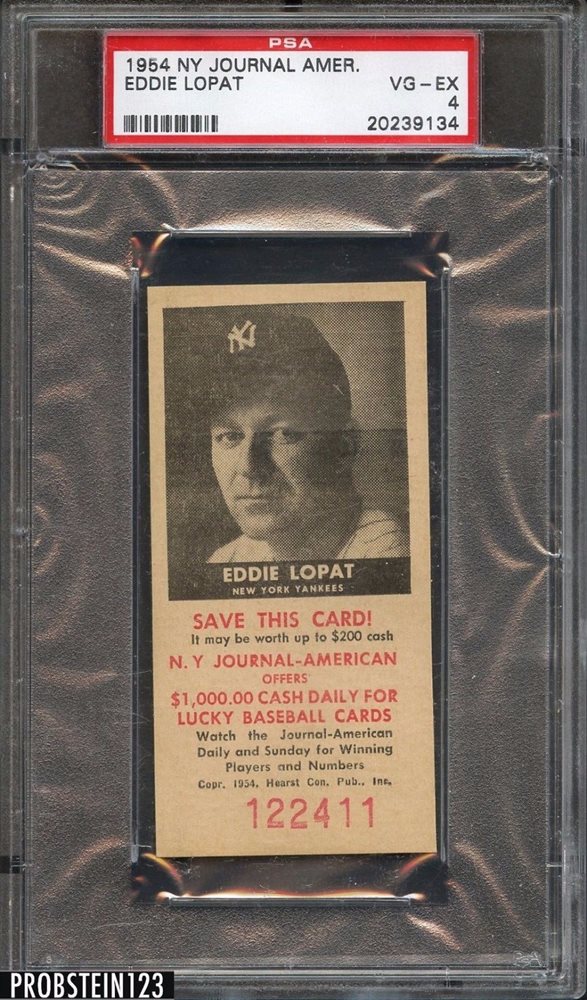 PSA
1954 NY JOURNAL AMER.
EDDIE LOPAT VG-EX
4
20239134
NY
EDDIE LOPAT
NEW YORK YANKEES
SAVE THIS CARD!
It may be worth up to $200 cash
N.Y JOURNAL-AMERICAN
OFFERS
$1,000.00 CASH DAILY FOR
LUCKY BASEBALL CARDS
Watch the Journal-American
Daily and Sunday for Winning
Players and Numbers
Copr. 1954, Hearst Con. Pub., Inc.
122411
PROBSTEIN123